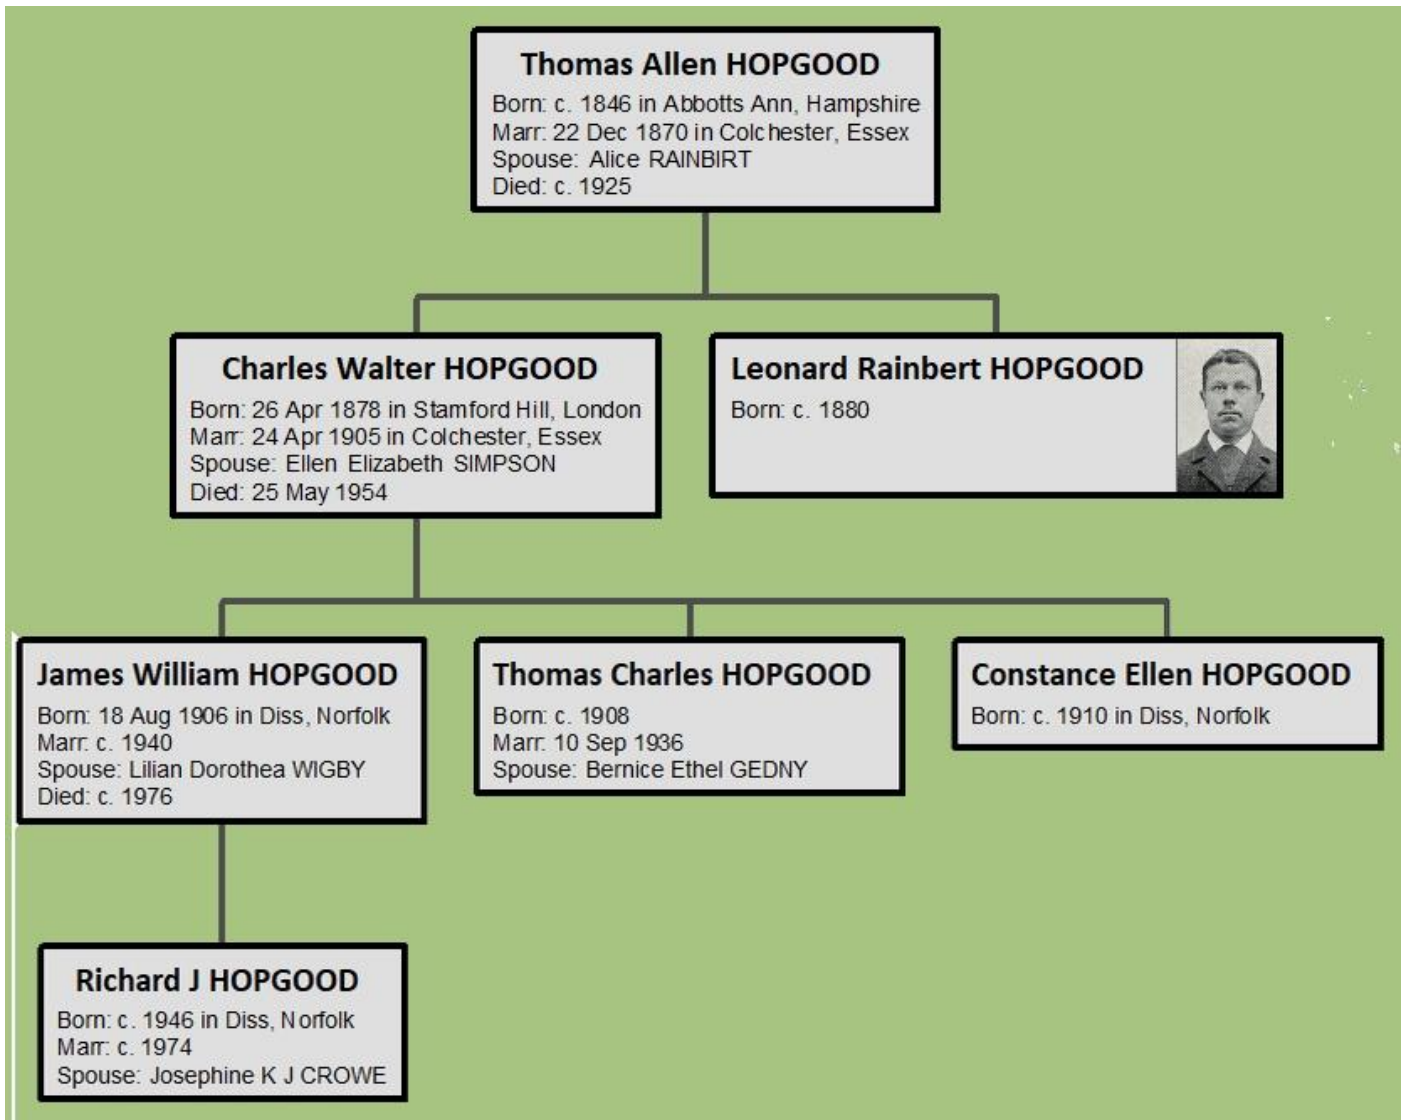 Thomas Allen HOPGOOD
Born: c. 1846 in Abbotts Ann, Hampshire
Marr: 22 Dec 1870 in Colchester, Essex
Spouse: Alice RAINBIRT
Died: c. 1925
Charles Walter HOPGOOD
Born: 26 Apr 1878 in Stamford Hill, London
Marr: 24 Apr 1905 in Colchester, Essex
Spouse: Ellen Elizabeth SIMPSON
Died: 25 May 1954
Leonard Rainbert HOPGOOD
Born: c. 1880
James William HOPGOOD
Born: 18 Aug 1906 in Diss, Norfolk
Marr: c. 1940
Spouse: Lilian Dorothea WIGBY
Died: c. 1976
Thomas Charles HOPGOOD
Born: c. 1908
Marr: 10 Sep 1936
Spouse: Bernice Ethel GEDNY
Constance Ellen HOPGOOD
Born: c. 1910 in Diss, Norfolk
Richard J HOPGOOD
Born: c. 1946 in Diss, Norfolk
Marr: c. 1974
Spouse: Josephine K J CROWE